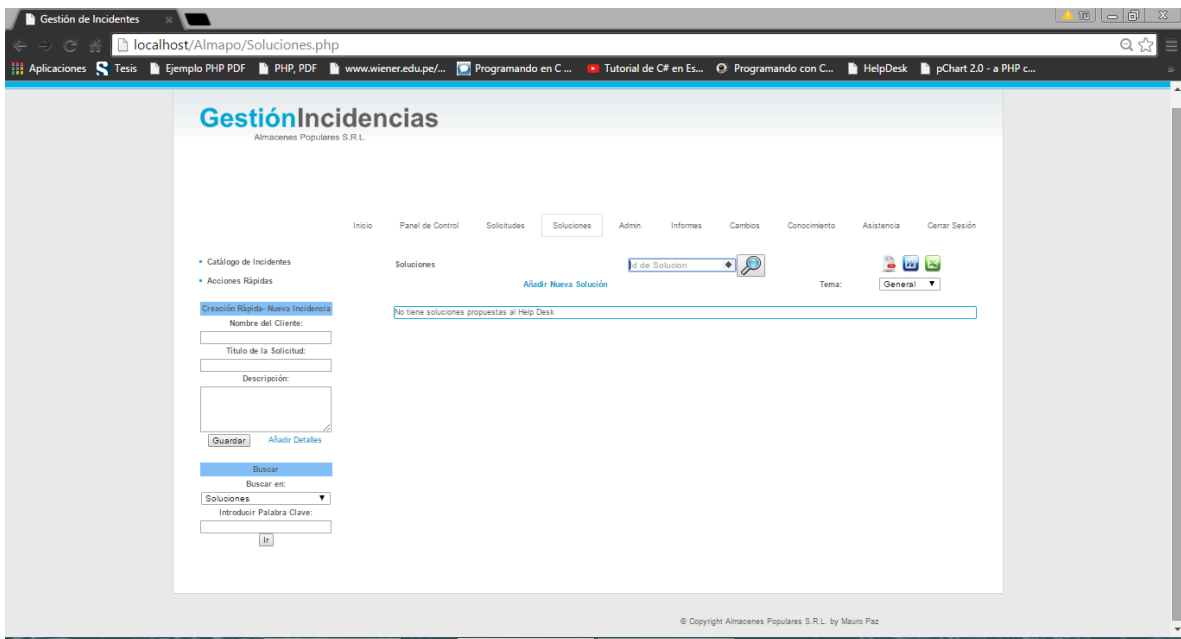 Gestión de Incidentes
Tú
localhost/Almapo/Soluciones.php
Aplicaciones Tesis Ejemplo PHP PDF PHP, PDF www.wiener.edu.pe/... Programando en C ... Tutorial de C# en Es... Programando con C... HelpDesk pChart 2.0 - a PHP c...
GestiónIncidencias
Almacenes Populares S.R.L.
Inicio Panel de Control Solicitudes Soluciones Admin. Informes Cambios Conocimiento Asistencia Cerrar Sesión
Catálogo de Incidentes
Acciones Rápidas
Soluciones
Id de Solucion
Añadir Nueva Solución
Tema: General
No tiene soluciones propuestas al Help Desk
Creación Rápida- Nueva Incidencia
Nombre del Cliente:
Título de la Solicitud:
Descripción:
Guardar Añadir Detalles
Buscar
Buscar en:
Soluciones
Introducir Palabra Clave:
Ir
© Copyright Almacenes Populares S.R.L. by Mauro Paz